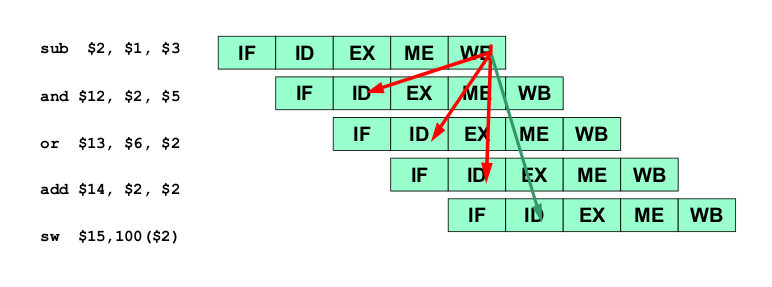 sub $2, $1, $3
IF ID EX ME WB
and $12, $2, $5
IF ID EX ME WB
or $13, $6, $2
IF ID EX ME WB
add $14, $2, $2
IF ID EX ME WB
sw $15,100($2)
IF ID EX ME WB